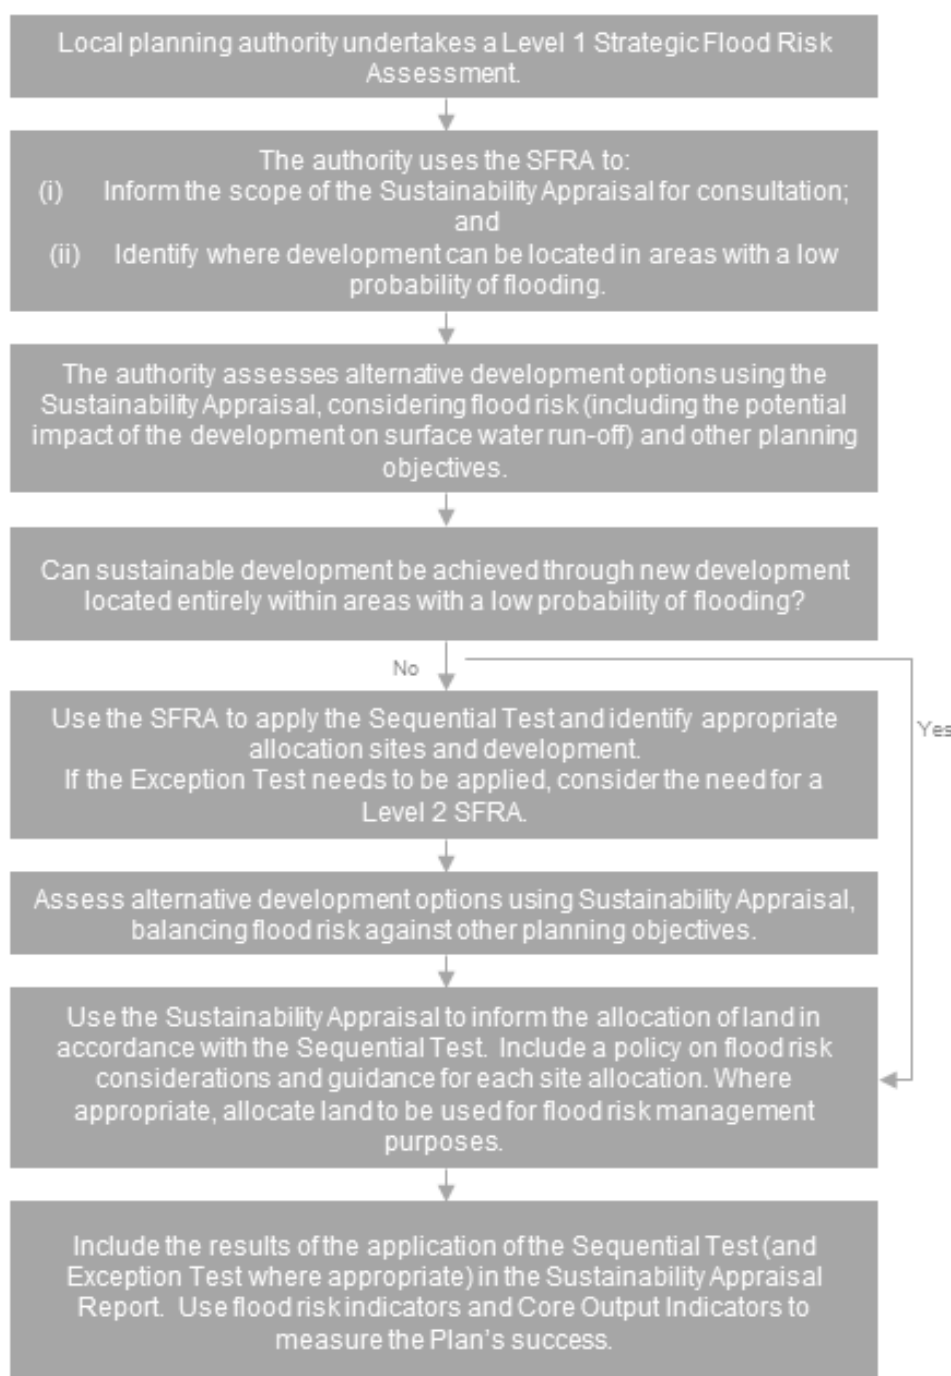 Local planning authority undertakes a Level 1 Strategic Flood Risk
Assessment.
The authority uses the SFRA to:
(i) Inform the scope of the Sustainability Appraisal for consultation;
and
(ii) Identify where development can be located in areas with a low
probability of flooding.
The authority assesses alternative development options using the
Sustainability Appraisal, considering flood risk (including the potential
impact of the development on surface water run-off) and other planning
objectives.
Can sustainable development be achieved through new development
located entirely within areas with a low probability of flooding?
No
Yes
Use the SFRA to apply the Sequential Test and identify appropriate
allocation sites and development.
If the Exception Test needs to be applied, consider the need for a
Level 2 SFRA.
Assess alternative development options using Sustainability Appraisal,
balancing flood risk against other planning objectives.
Use the Sustainability Appraisal to inform the allocation of land in
accordance with the Sequential Test. Include a policy on flood risk
considerations and guidance for each site allocation. Where
appropriate, allocate land to be used for flood risk management
purposes.
Include the results of the application of the Sequential Test (and
Exception Test where appropriate) in the Sustainability Appraisal
Report. Use flood risk indicators and Core Output Indicators to
measure the Plan's success.